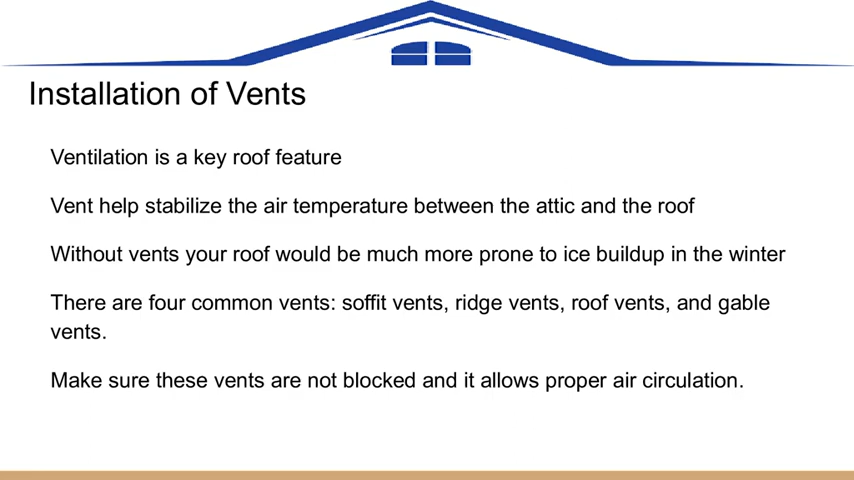 Installation of Vents
Ventilation is a key roof feature
Vent help stabilize the air temperature between the attic and the roof
Without vents your roof would be much more prone to ice buildup in the winter
There are four common vents: soffit vents, ridge vents, roof vents, and gable
vents.
Make sure these vents are not blocked and it allows proper air circulation.